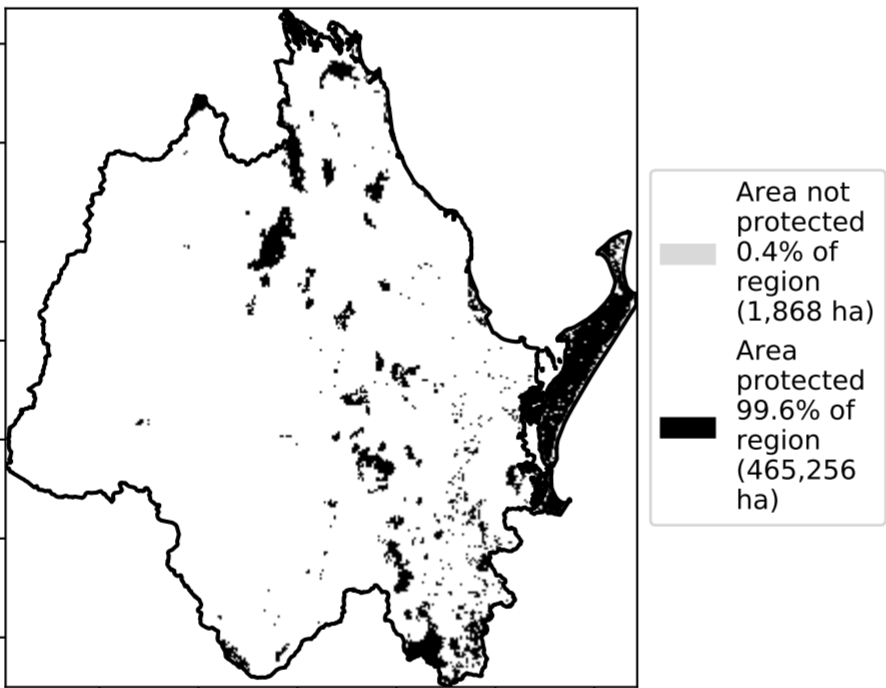 Area not
protected
0.4% of
region
(1,868 ha)
Area
protected
99.6% of
region
(465,256
ha)